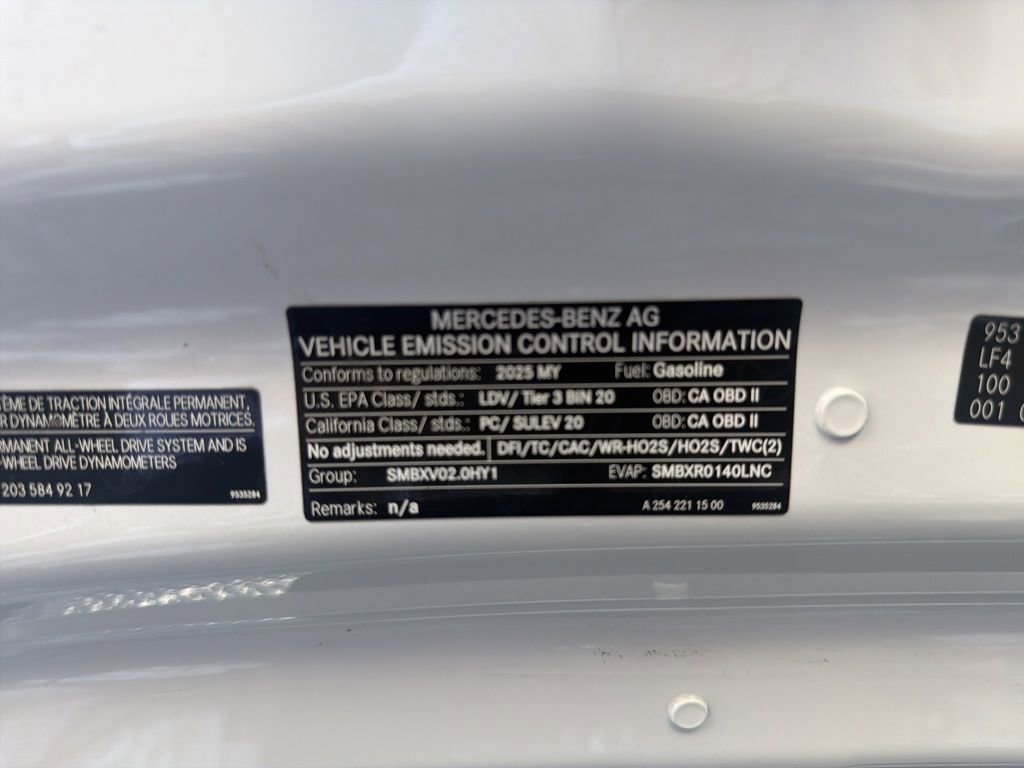 MERCEDES-BENZ AG
VEHICLE EMISSION CONTROL INFORMATION
Conforms to regulations: 2025 MY Fuel: Gasoline
U.S. EPA Class/ stds.: LDV/ Tier 3 BIN 20 OBD: CA OBD II
California Class/ stds.: PC/ SULEV 20 OBD: CA OBD II
No adjustments needed. DFI/TC/CAC/WR-HO2S/HO2S/TWC(2)
Group: SMBXV02.0HY1 EVAP: SMBXR0140LNC
Remarks: n/a A 254 221 15 00 9535284
DE TRACTION INTÉGRALE PERMANENT,
DYNAMOMÈTRE À DEUX ROUES MOTRICES.
ALL-WHEEL DRIVE SYSTEM AND IS
-WHEEL DRIVE DYNAMOMETERS
203 584 92 17 9535284
953
LF4
100
001